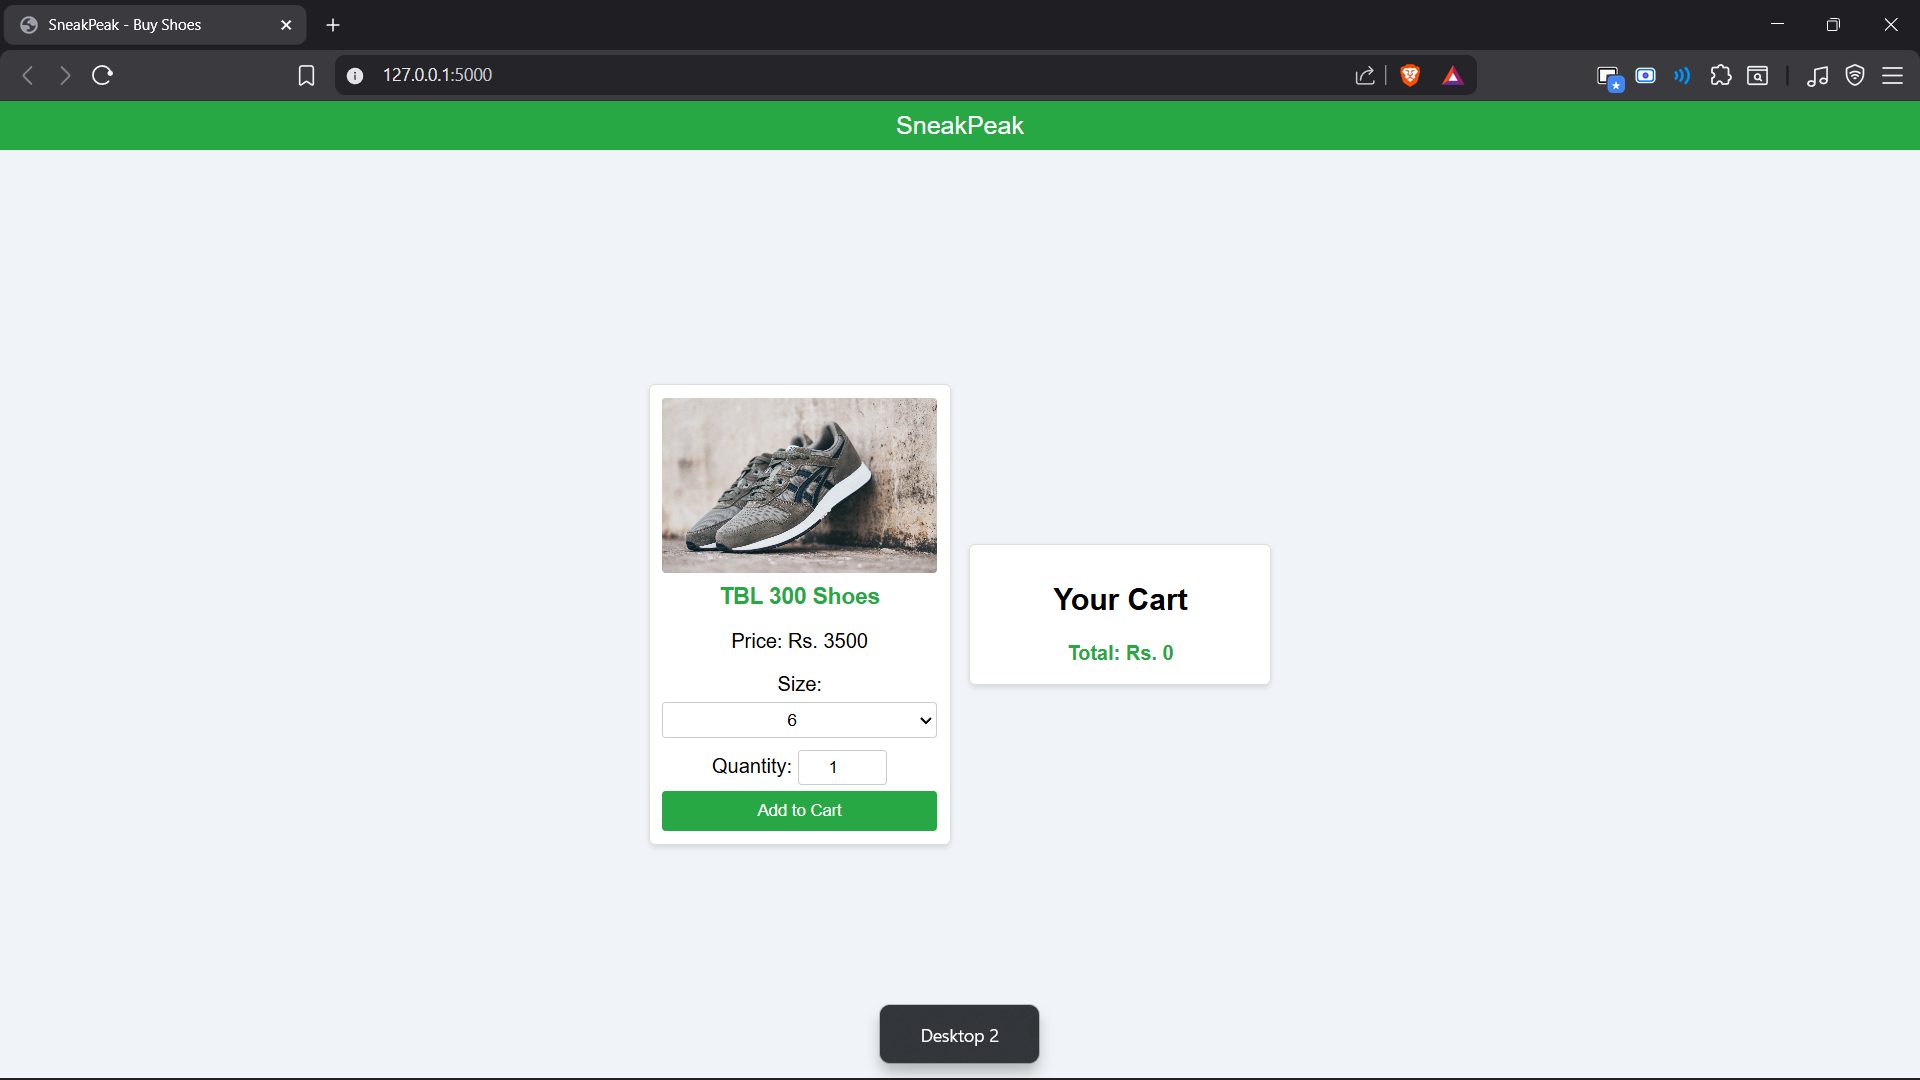 SneakPeak - Buy Shoes
127.0.0.1:5000
SneakPeak
TBL 300 Shoes
Price: Rs. 3500
Size:
6
Quantity: 1
Add to Cart
Your Cart
Total: Rs. 0
Desktop 2